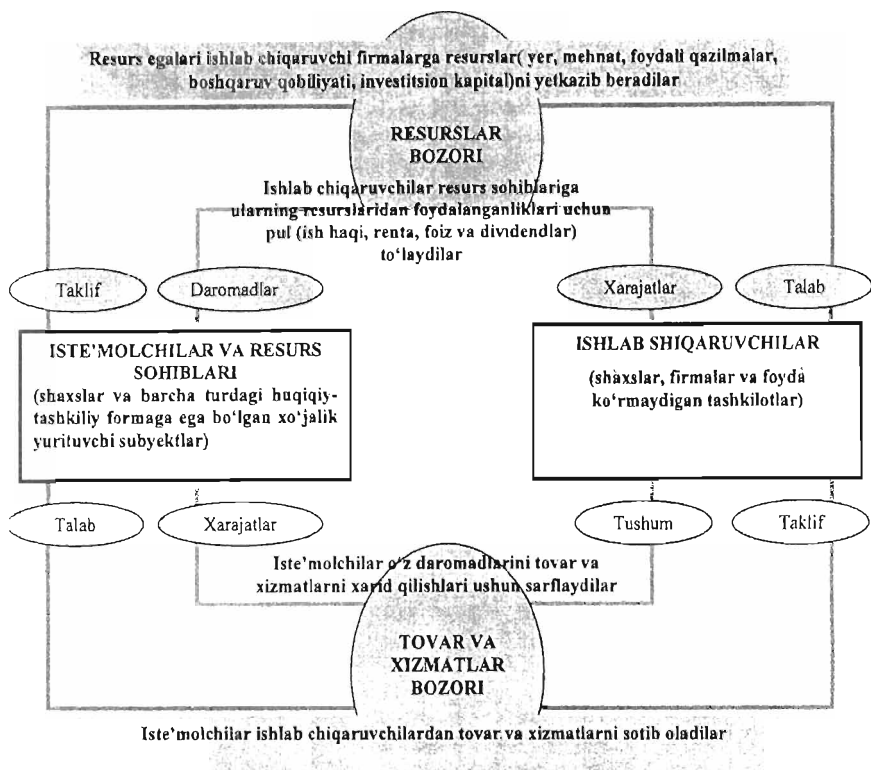 Resurs egalari ishlab chiqaruvchi firmalarga resurslar( yer, mehnat, foydali qazilmalar,
boshqaruv qobiliyati, investitsion kapital)ni yetkazib beradilar
RESURSLAR
BOZORI
Ishlab chiqaruvchilar resurs sohiblariga
ularning resurslaridan foydalanganliklari uchun
pul (ish haqi, renta, foiz va dividendlar)
to‘laydilar
Taklif
Daromadlar
Xarajatlar
Talab
ISTE’MOLCHILAR VA RESURS
SOHIBLARI
(shaxslar va barcha turdagi huqiqiy-
tashkiliy formaga ega bo‘lgan xo‘jalik
yurituvchi subyektlar)
ISHLAB SHIQARUVCHILAR
(shaxslar, firmalar va foyda
ko‘rmaydigan tashkilotlar)
Talab
Xarajatlar
Tushum
Taklif
Iste’molchilar o‘z daromadlarini tovar va
xizmatlarni xarid qilishlari ushun sarflaydilar
TOVAR VA
XIZMATLAR
BOZORI
Iste’molchilar ishlab chiqaruvchilardan tovar va xizmatlarni sotib oladilar